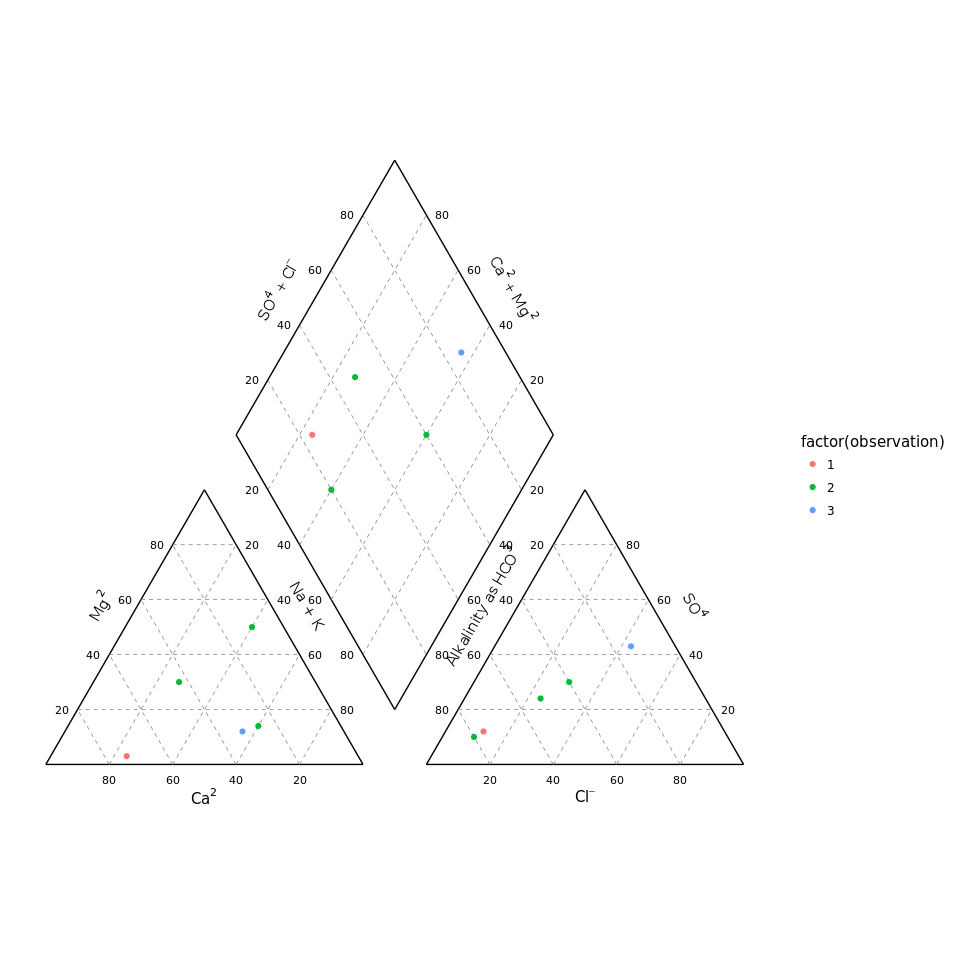 80 80
60 60
SO⁴ + Cl⁻ Ca² + Mg²
40 40
20 20
20 20
80 20 40 40 20 80
Mg² 60 40 60 60 40 60 SO⁴
Na + K Alkalinity as HCO³
40 60 80 80 60 40
20 80 80 20
80 60 40 20 20 40 60 80
Ca² Cl⁻
factor(observation)
1
2
3